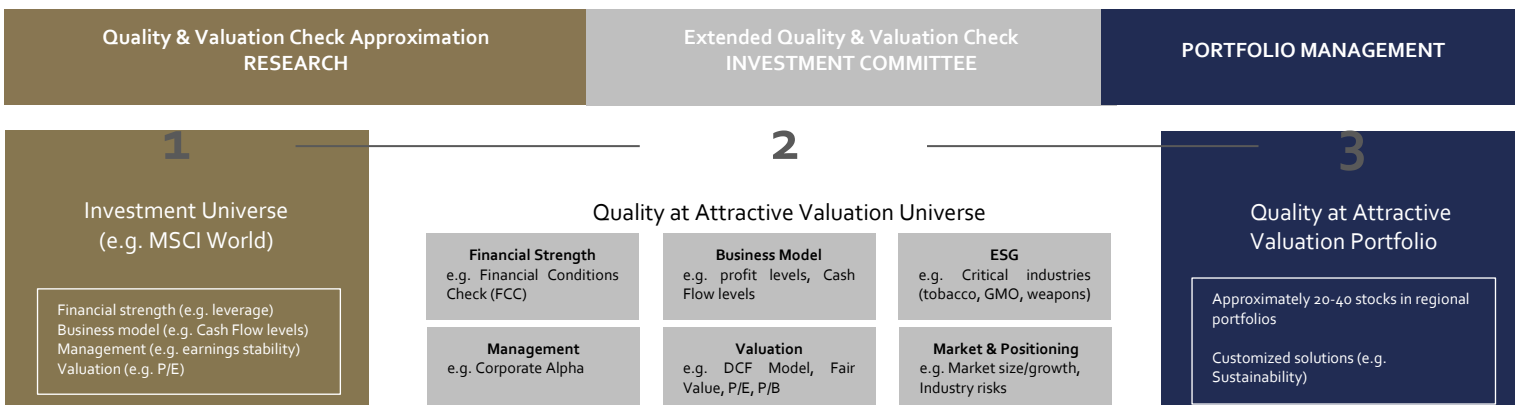 Quality & Valuation Check Approximation
RESEARCH
Extended Quality & Valuation Check
INVESTMENT COMMITTEE
PORTFOLIO MANAGEMENT
1
2
3
Investment Universe
(e.g. MSCI World)
Financial strength (e.g. leverage)
Business model (e.g. Cash Flow levels)
Management (e.g. earnings stability)
Valuation (e.g. P/E)
Quality at Attractive Valuation Universe
Financial Strength
e.g. Financial Conditions
Check (FCC)
Business Model
e.g. profit levels, Cash
Flow levels
ESG
e.g. Critical industries
(tobacco, GMO, weapons)
Management
e.g. Corporate Alpha
Valuation
e.g. DCF Model, Fair
Value, P/E, P/B
Market & Positioning
e.g. Market size/growth,
Industry risks
Quality at Attractive
Valuation Portfolio
Approximately 20-40 stocks in regional
portfolios
Customized solutions (e.g.
Sustainability)